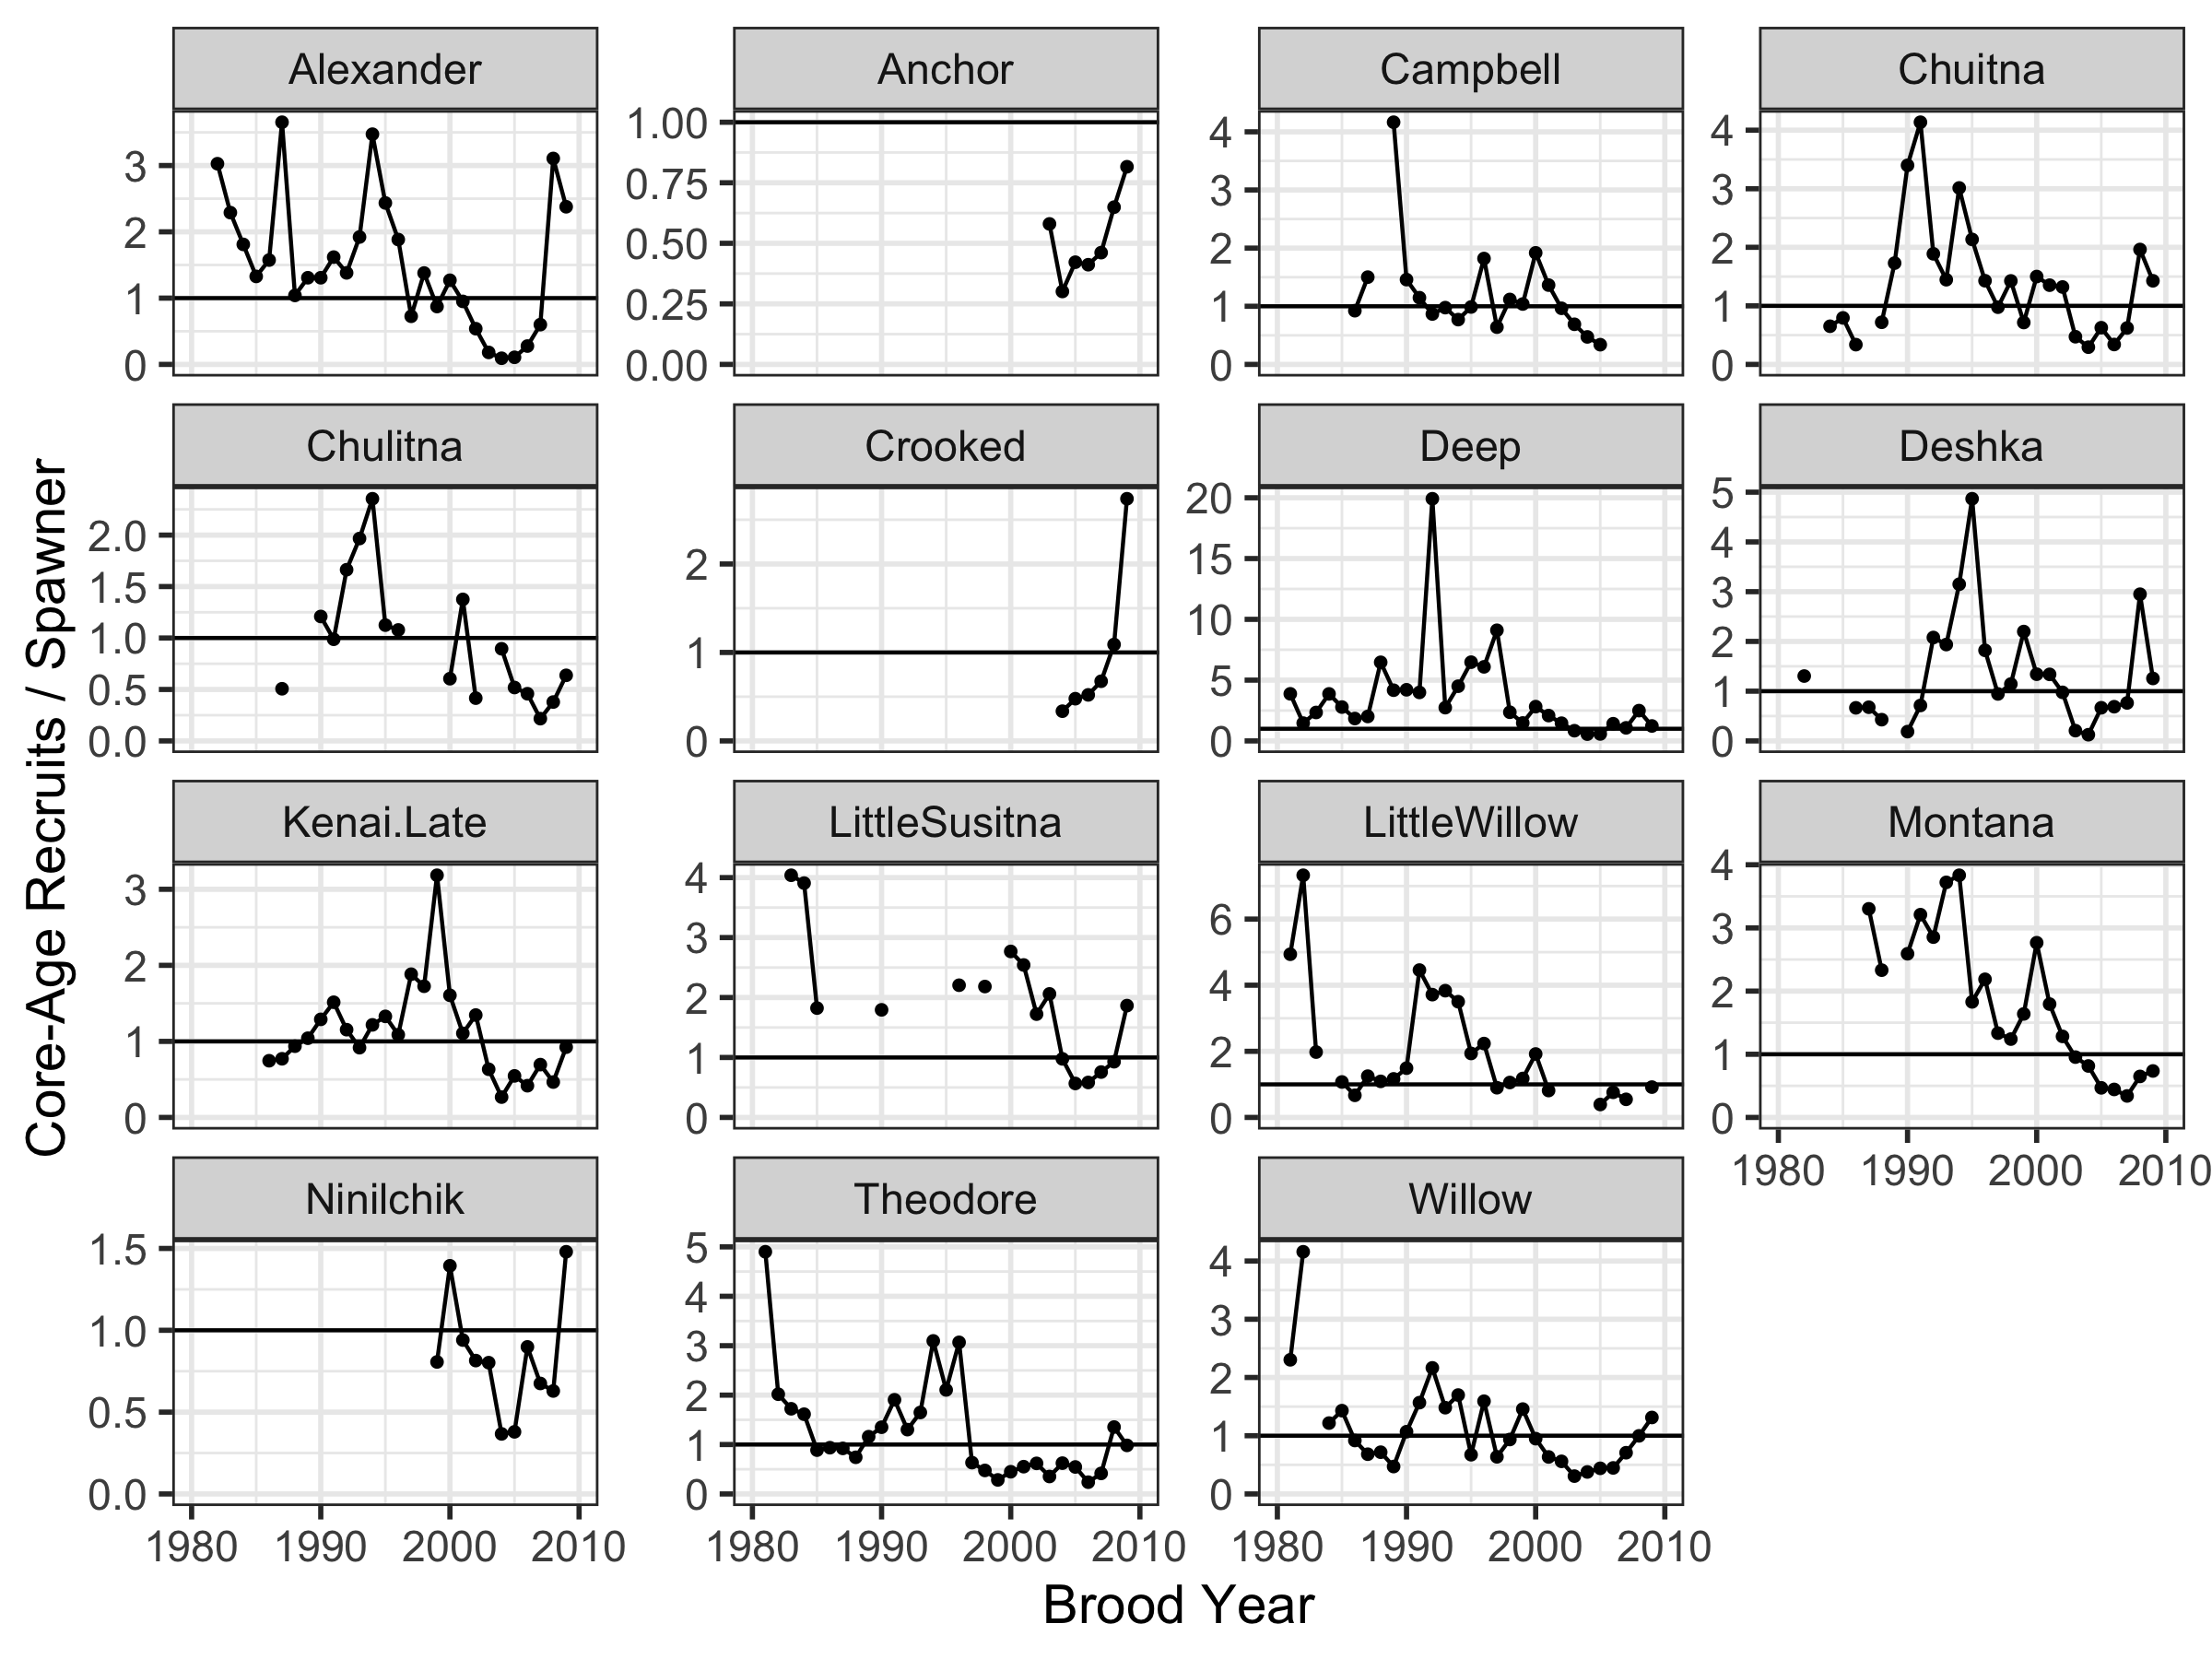 Alexander Anchor Campbell Chuitna
3 2 1 0
1.00 0.75 0.50 0.25 0.00
4 3 2 1 0
4 3 2 1 0
Chulitna Crooked Deep Deshka
2.0 1.5 1.0 0.5 0.0
2 1 0
20 15 10 5 0
5 4 3 2 1 0
Core-Age Recruits / Spawner
Kenai.Late LittleSusitna LittleWillow Montana
3 2 1 0
4 3 2 1 0
6 4 2 0
4 3 2 1 0
1980 1990 2000 2010
Ninilchik Theodore Willow
1.5 1.0 0.5 0.0
5 4 3 2 1 0
4 3 2 1 0
1980 1990 2000 2010 1980 1990 2000 2010 1980 1990 2000 2010
Brood Year